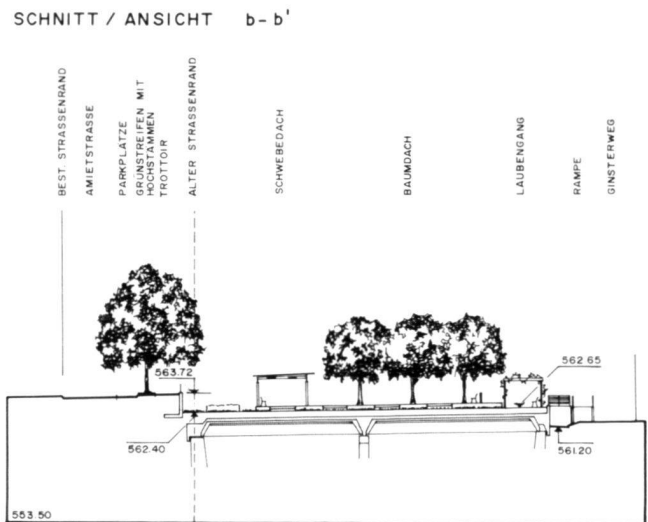 SCHNITT / ANSICHT b-b'
BEST. STRASSENRAND
AMIETSTRASSE
PARKPLÄTZE
GRÜNSTREIFEN MIT
HOCHSTÄMMEN
TROTTOIR
ALTER STRASSENRAND
SCHWEBEDACH
BAUMDACH
LAUBENGANG
RAMPE
GINSTERWEG
563.72
562.65
562.40
561.20
553.50